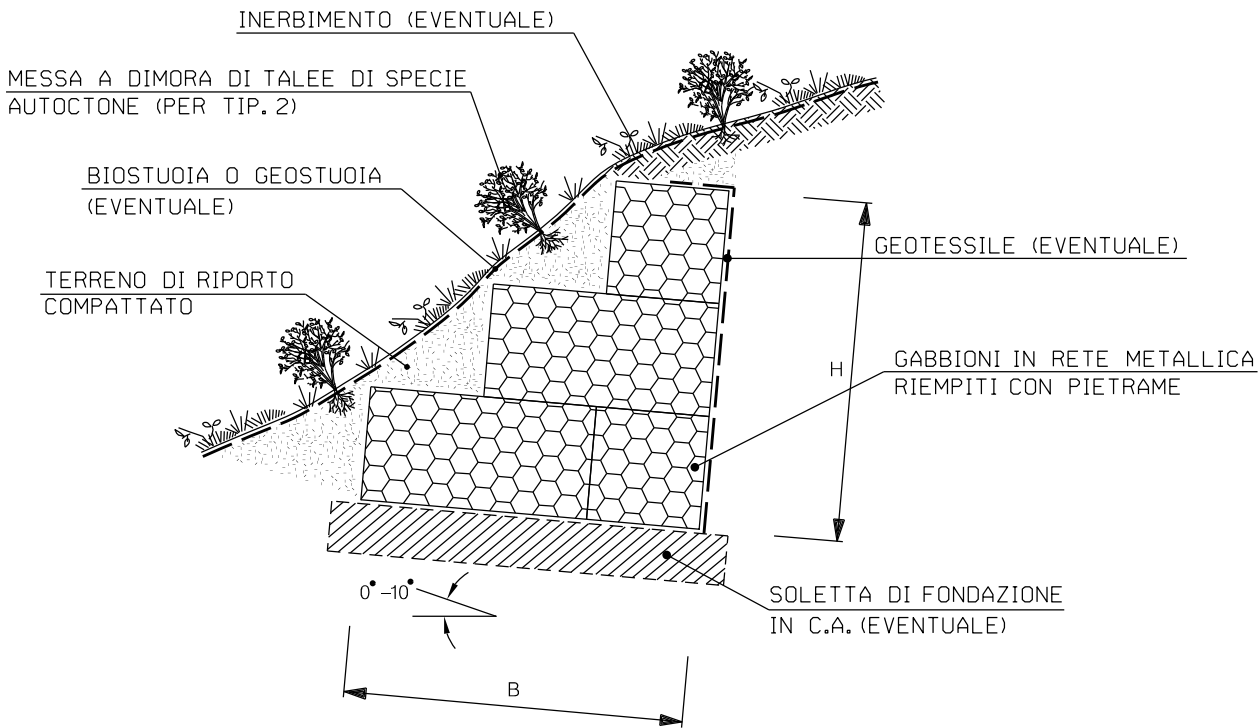 INERBIMENTO (EVENTUALE)
MESSA A DIMORA DI TALEE DI SPECIE
AUTOCTONE (PER TIP. 2)
BIOSTUOIA O GEOSTUOIA
(EVENTUALE)
TERRENO DI RIPORTO
COMPATTATO
GEOTESSILE (EVENTUALE)
H
GABBIONI IN RETE METALLICA
RIEMPITI CON PIETRAME
0° –10°
SOLETTA DI FONDAZIONE
IN C.A. (EVENTUALE)
B